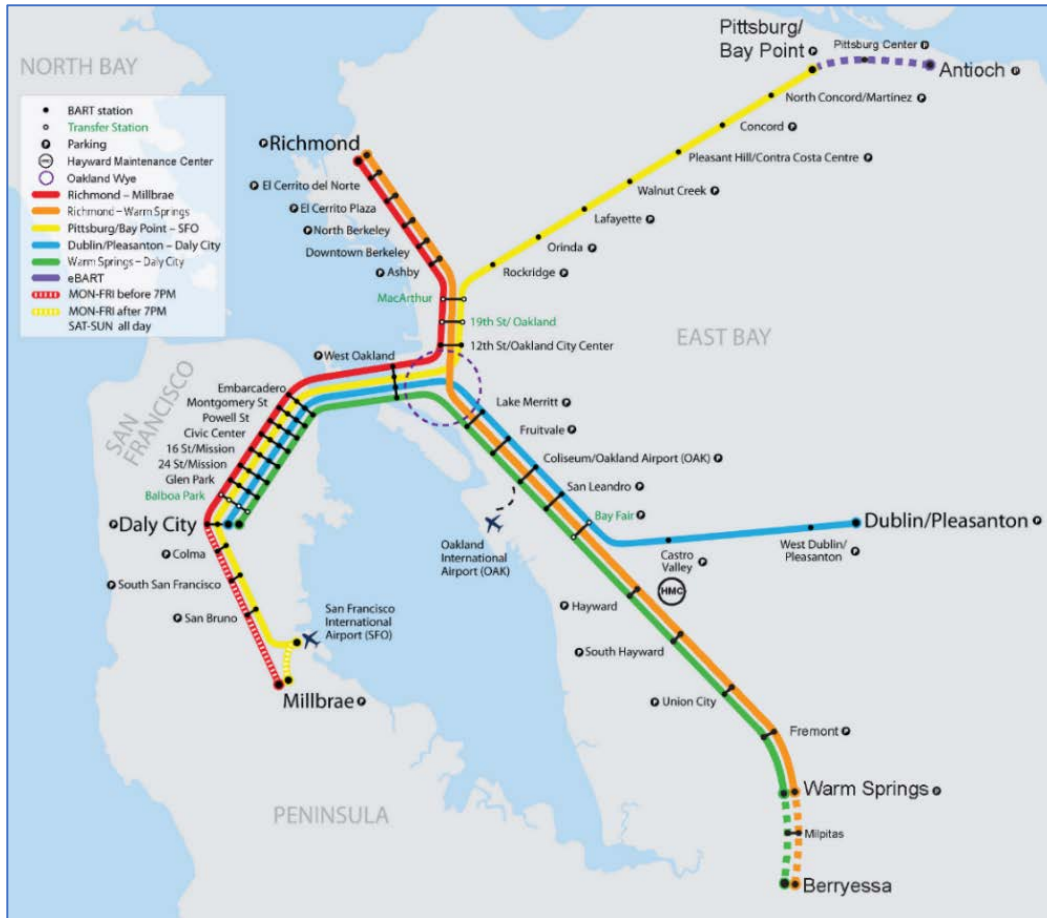 NORTH BAY
BART station
Transfer Station
P Parking
HMC Hayward Maintenance Center
Oakland Wye
Richmond – Millbrae
Richmond – Warm Springs
Pittsburg/Bay Point – SFO
Dublin/Pleasanton – Daly City
Warm Springs – Daly City
eBART
MON-FRI before 7PM
MON-FRI after 7PM
SAT-SUN all day
Pittsburg/
Bay Point P
Pittsburg Center P
Antioch P
North Concord/Martinez P
Concord P
Pleasant Hill/Contra Costa Centre P
Walnut Creek P
Lafayette P
Orinda P
Rockridge P
P Richmond
P El Cerrito del Norte
P El Cerrito Plaza
P North Berkeley
Downtown Berkeley
P Ashby
MacArthur
19th St/ Oakland
12th St/Oakland City Center
EAST BAY
P West Oakland
SAN
FRANCISCO
Embarcadero
Montgomery St
Powell St
Civic Center
16 St/Mission
24 St/Mission
Glen Park
Balboa Park
P Daly City
P Colma
P South San Francisco
P San Bruno
San Francisco
International
Airport (SFO)
Millbrae P
Lake Merritt P
Fruitvale P
Coliseum/Oakland Airport (OAK) P
San Leandro P
Bay Fair P
Oakland
International
Airport (OAK)
Castro
Valley P
West Dublin/
Pleasanton P
Dublin/Pleasanton P
HMC
P Hayward
P South Hayward
P Union City
Fremont P
Warm Springs P
Milpitas
Berryessa
PENINSULA